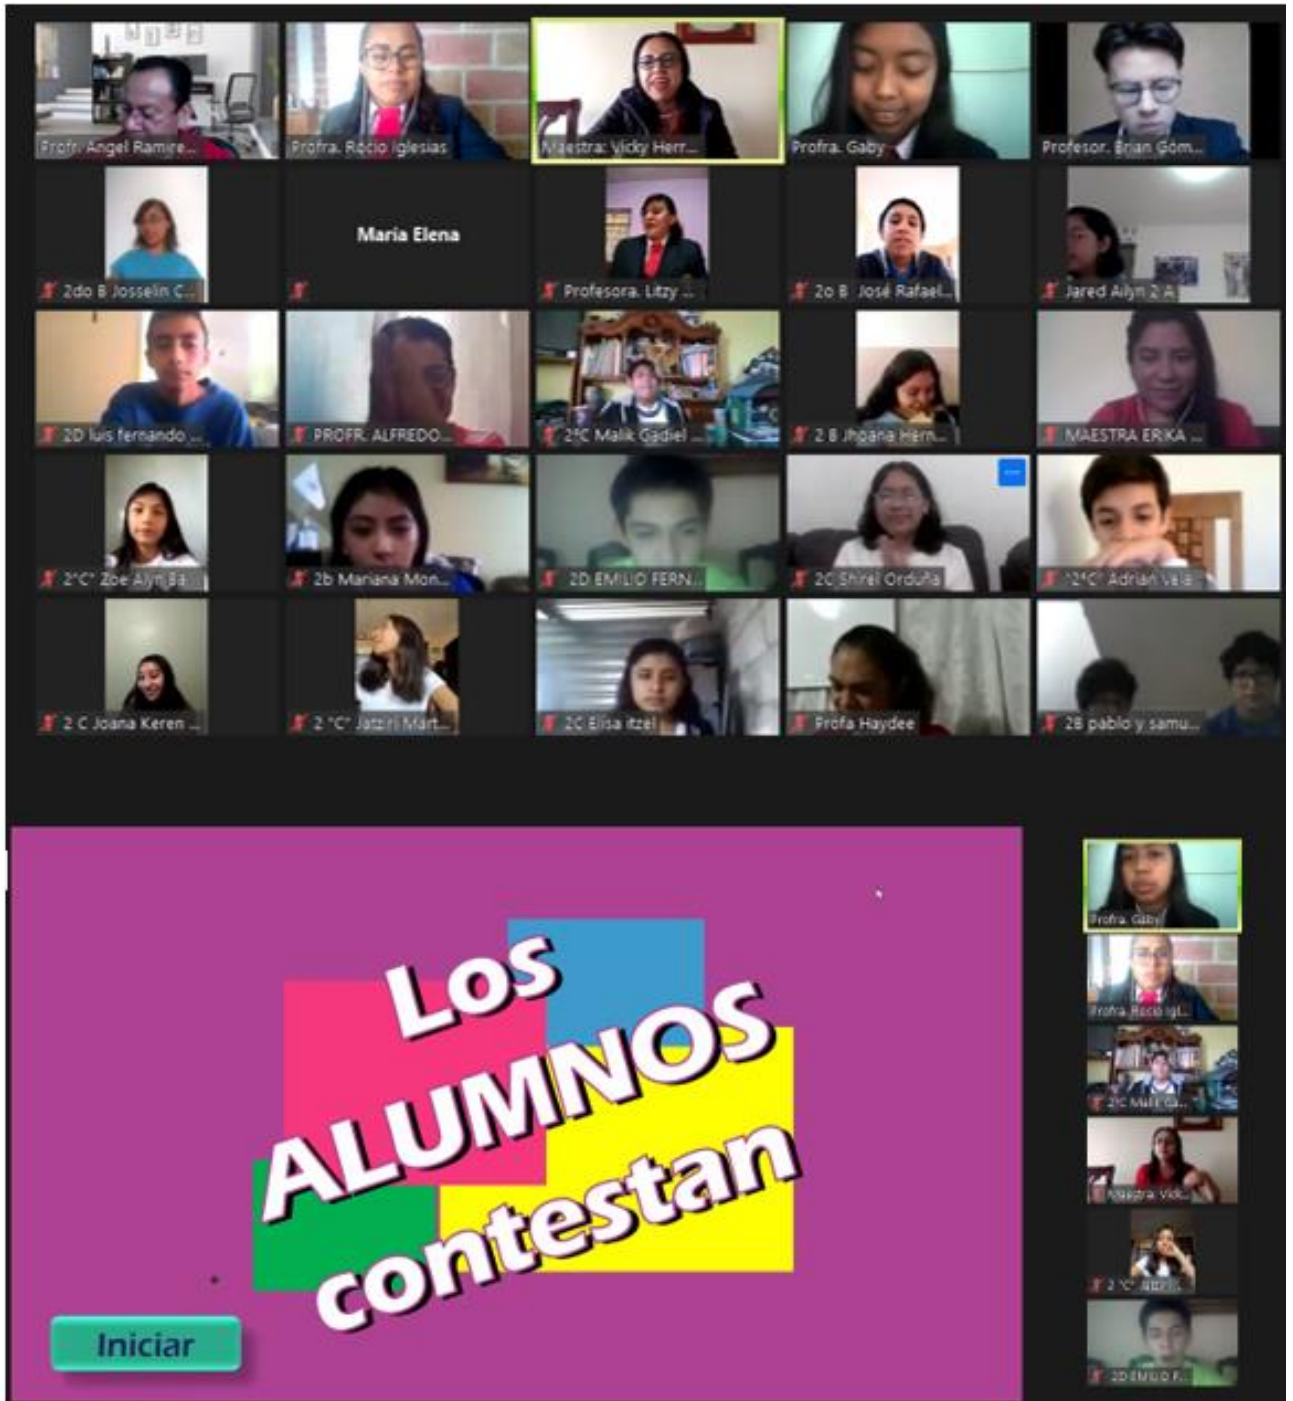 Profr. Angel Ramire...
Profra. Rocio Iglesias
Maestra: Vicky Herr...
Profra. Gaby
Profesor. Brian Góm...
2do B Josselin C...
María Elena
Profesora. Litzy ...
2o B José Rafael...
Jared Ailyn 2 A
2D luis fernando ...
PROFR. ALFREDO...
2°C Malik Gadiel ...
2 B Jhoana Hern...
MAESTRA ERIKA ...
2"C" Zoe Alyn Ba...
2b Mariana Mon...
2D EMILIO FERN...
2C Shirel Orduña
"2°C" Adrian Vela
2 C Joana Keren ...
2 "C" Jatziri Mart...
2C Elisa itzel
Profa Haydee
2B pablo y samu...
Los
ALUMNOS
contestan
Iniciar
Profra. Gaby
Profra. Rocio Igl...
2°C Malik Ga...
Maestra: Vick...
2 "C"
2D EMILIO F...